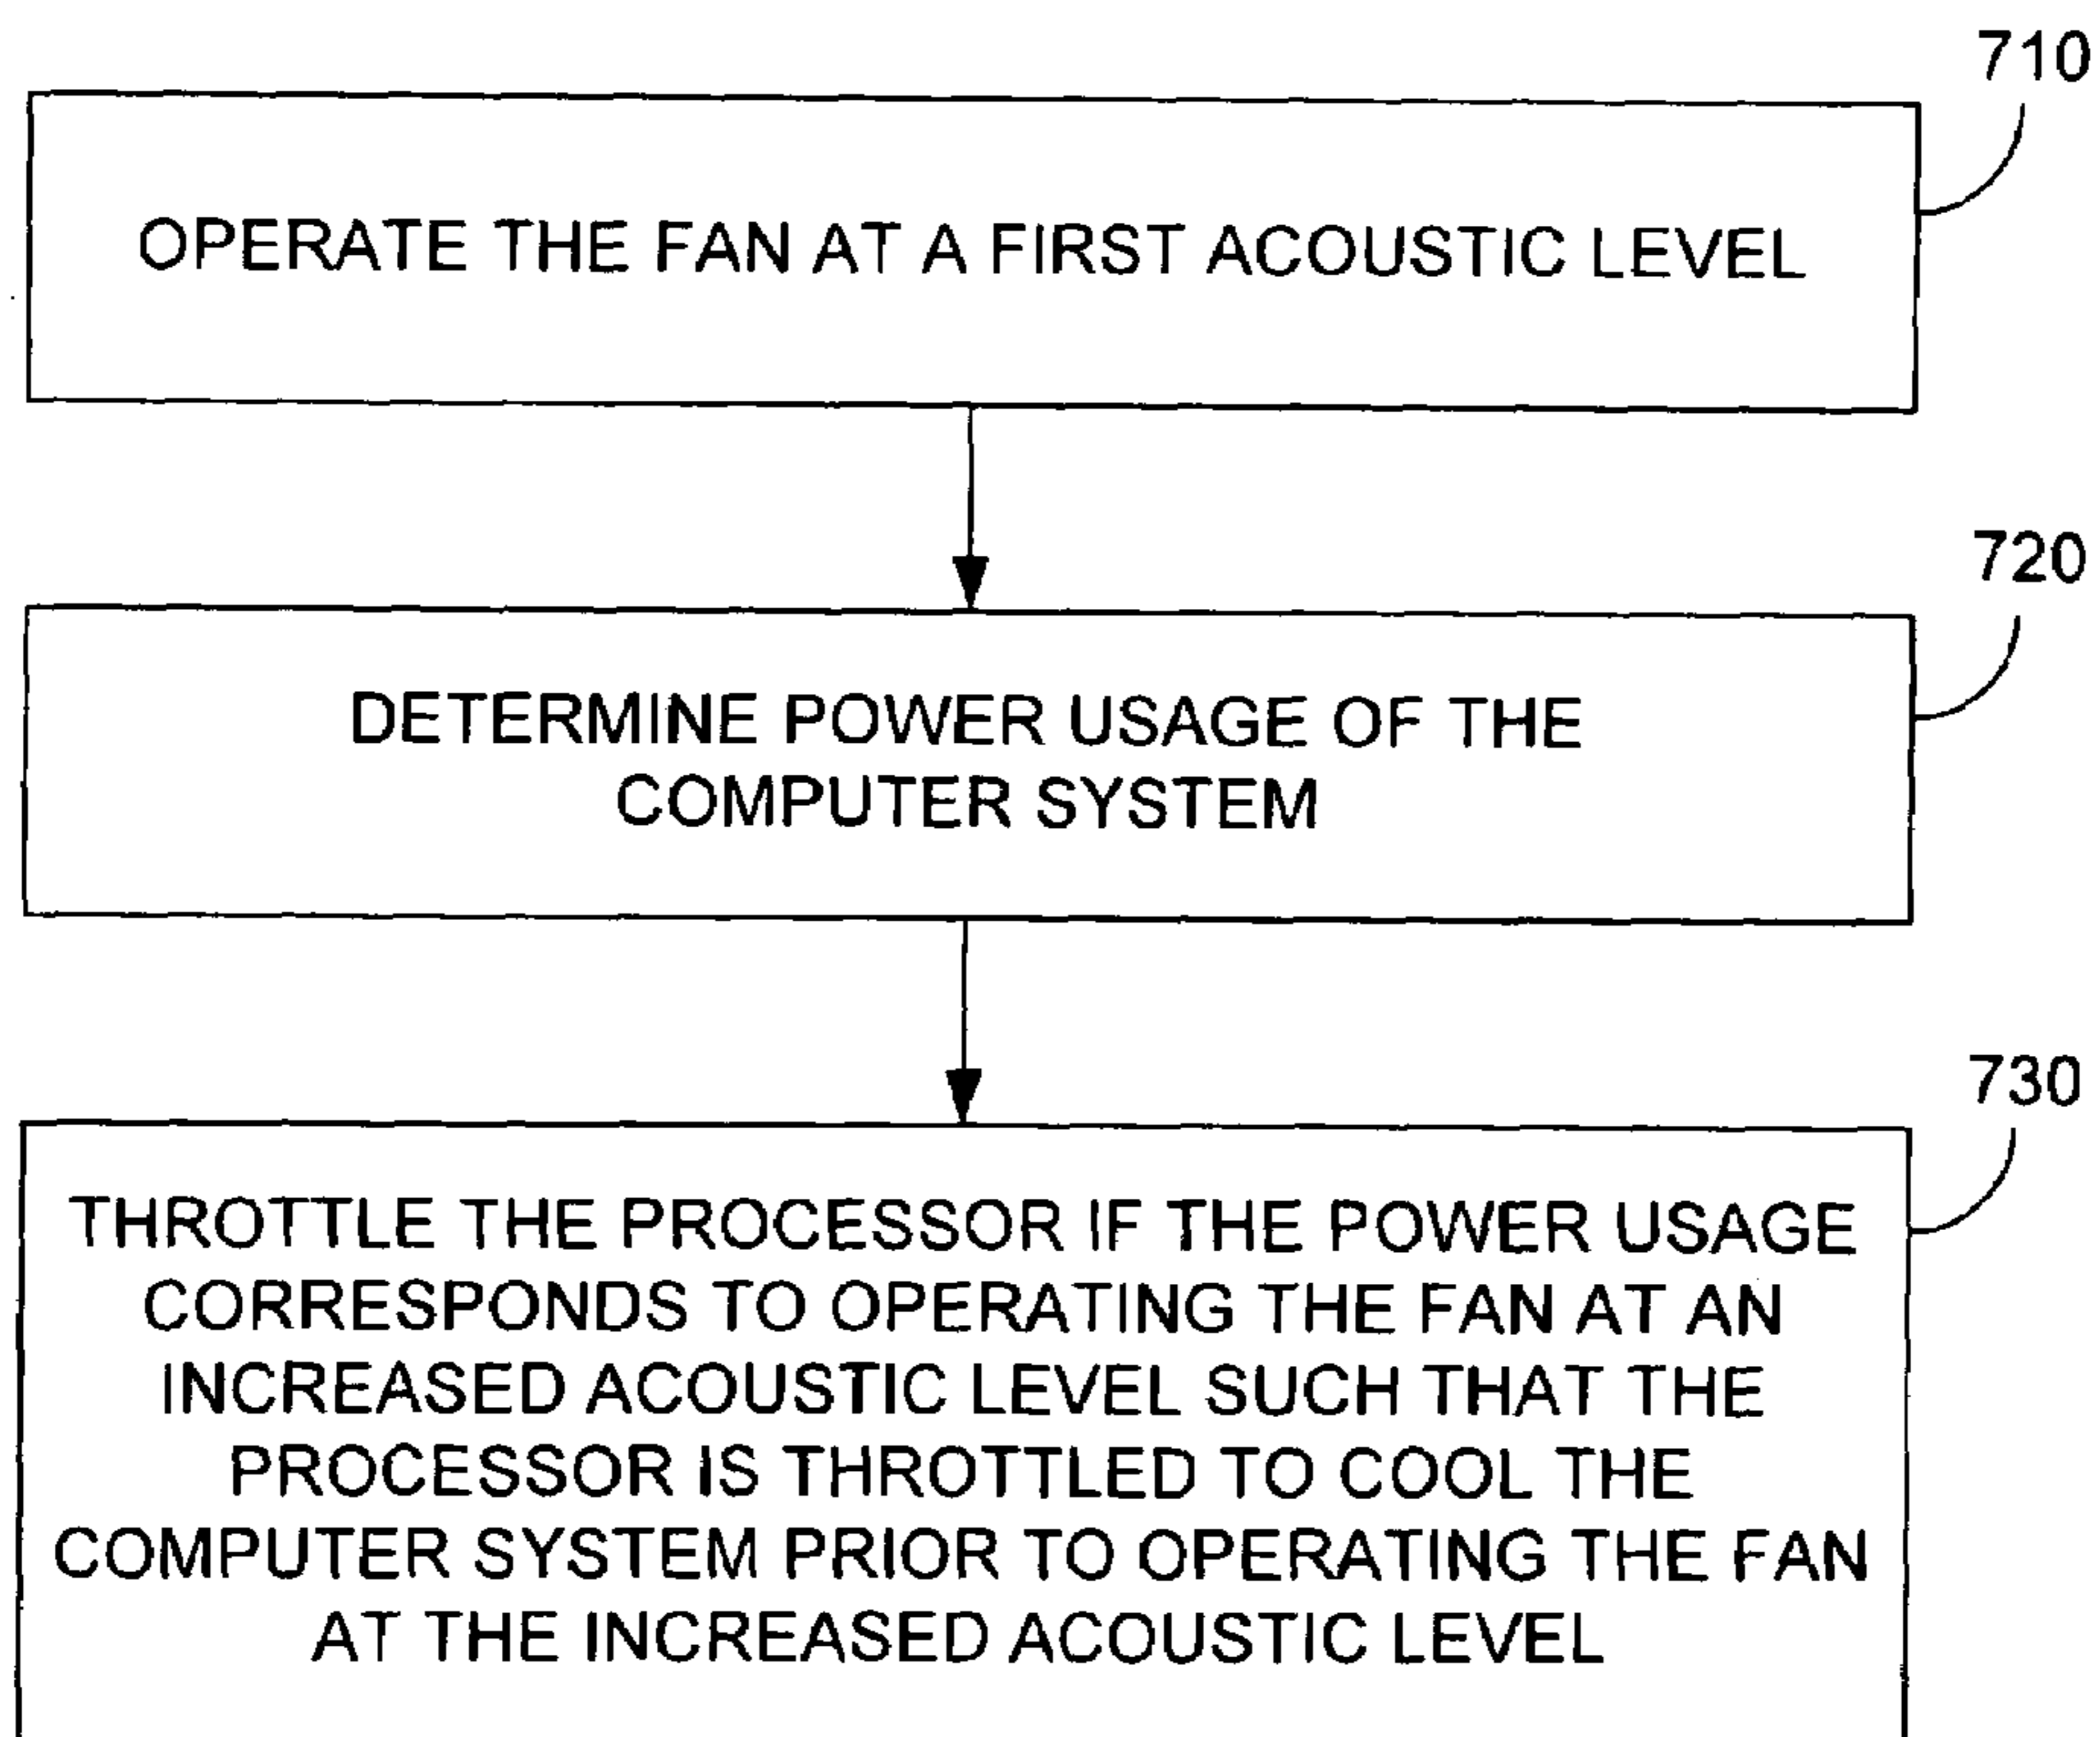 710
OPERATE THE FAN AT A FIRST ACOUSTIC LEVEL
720
DETERMINE POWER USAGE OF THE
COMPUTER SYSTEM
730
THROTTLE THE PROCESSOR IF THE POWER USAGE
CORRESPONDS TO OPERATING THE FAN AT AN
INCREASED ACOUSTIC LEVEL SUCH THAT THE
PROCESSOR IS THROTTLED TO COOL THE
COMPUTER SYSTEM PRIOR TO OPERATING THE FAN
AT THE INCREASED ACOUSTIC LEVEL